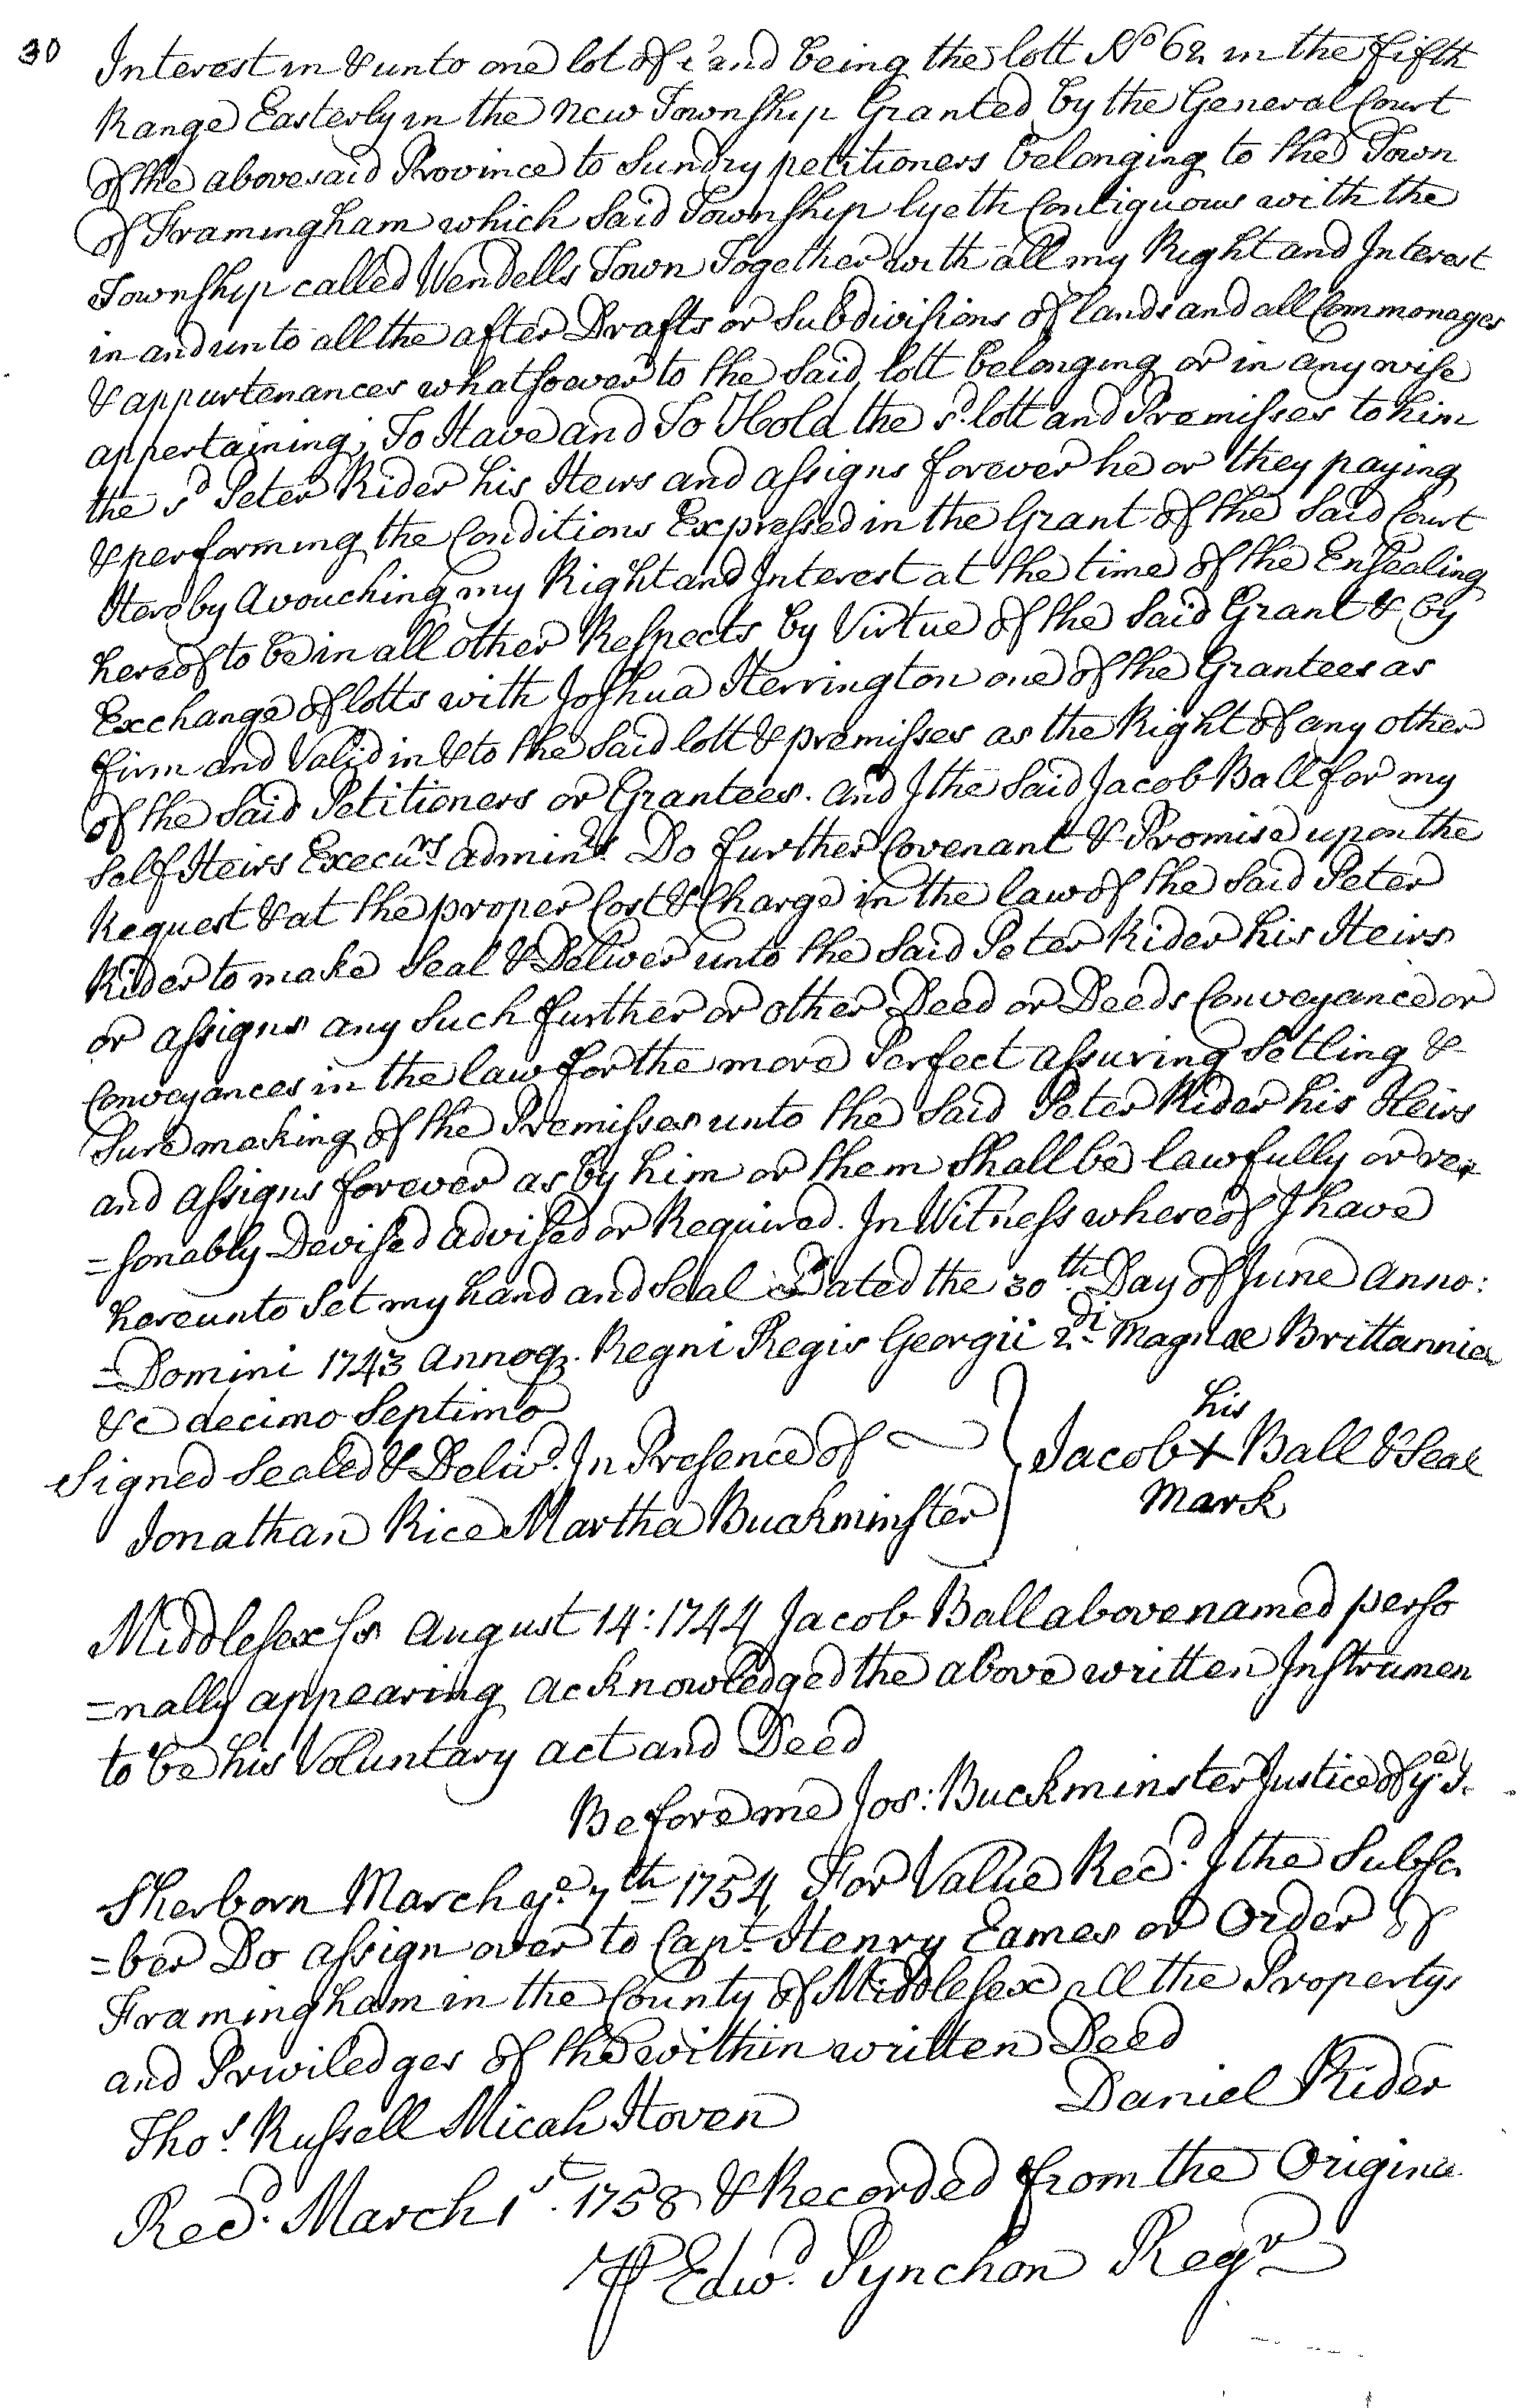 30
Interest in & unto one lot of Land being the lott No 62 in the fifth
Range Easterly in the new Township Granted by the General Court
of the abovesaid Province to Sundry petitioners belonging to the Town
of Framingham which Said Township lyeth Contiguous with the
Township called Wendells Town Together with all my Right and Interest
in and unto all the after Drafts or Subdivisions of lands and all Commonages
& appurtenances whatsoever to the Said lott belonging or in any wise
appertaining; To Have and To Hold the sd. lott and Premisses to him
the sd Peter Rider his Heirs and assigns forever he or they paying
& performing the Conditions Expressed in the Grant of the Said Court
Hereby Avouching my Right and Interest at the time of the Ensealing
hereof to be in all other Respects by Virtue of the Said Grant & by
Exchange of lotts with Joshua Herrington one of the Grantees as
firm and Valid in & to the Said lott & premisses as the Right of any other
of the Said Petitioners or Grantees. and I the Said Jacob Ball for my
Self Heirs Execurs adminrs. Do further Covenant & Promise upon the
Request & at the proper Cost & Charge in the law of the Said Peter
Rider to make Seal & Deliver unto the Said Peter Rider his Heirs
or assigns any Such further or other Deed or Deeds Conveyance or
Conveyances in the law for the more Perfect assuring Setling &
Sure making of the Premisses unto the Said Peter Rider his Heirs
and assigns forever as by him or them Shall be lawfully or rea
=sonably Devised advised or Required. In Witness whereof I have
hereunto Set my hand and Seal Dated the 30th Day of June anno:
=Domini 1743 Annoq. Regni Regis Georgii 2di Magnae Brittannia
&c decimo Septimo
Signed Sealed & Delivd. In Presence of
Jonathan Rice Martha Buckminster
his
Jacob X Ball & Seal
mark
Middlesex ss August 14: 1744 Jacob Ball abovenamed perso
=nally appearing acknowledged the above written Instrumen
to be his Voluntary act and Deed
Before me Jos: Buckminster Justice of ye. P.
Sherborn March ye. 7th 1754 For Value Recd. I the Subscr
=ber Do assign over to Capt. Henry Eames or Order of
Framingham in the County of Middlesex all the Propertys
and Priviledges of the within written Deed
Daniel Rider
Thos. Russell Micah Hoven
Recd. March 1st. 1758 & Recorded from the Origina
P Edwd. Pynchon Regr